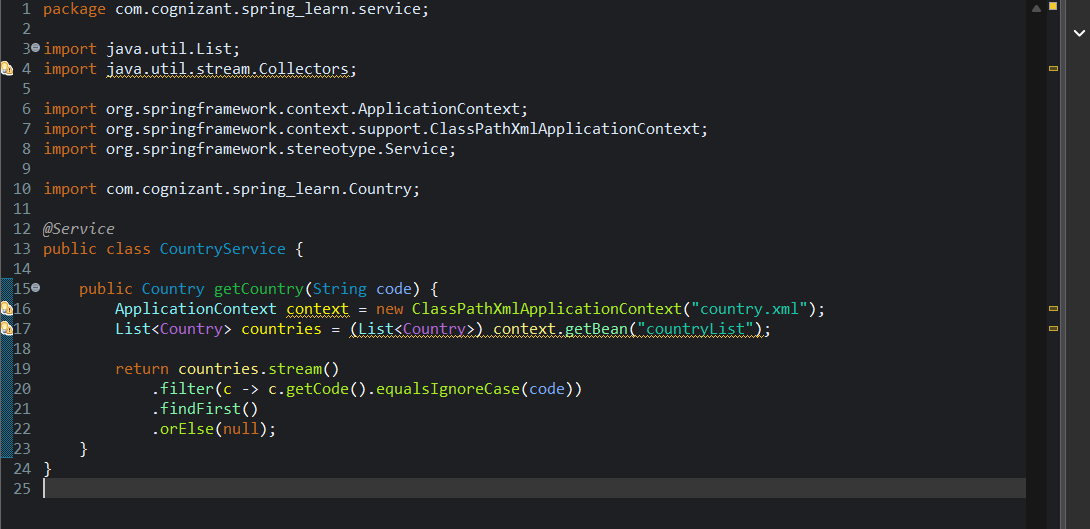 1 package com.cognizant.spring_learn.service;
2
3 import java.util.List;
4 import java.util.stream.Collectors;
5
6 import org.springframework.context.ApplicationContext;
7 import org.springframework.context.support.ClassPathXmlApplicationContext;
8 import org.springframework.stereotype.Service;
9
10 import com.cognizant.spring_learn.Country;
11
12 @Service
13 public class CountryService {
14
15     public Country getCountry(String code) {
16         ApplicationContext context = new ClassPathXmlApplicationContext("country.xml");
17         List<Country> countries = (List<Country>) context.getBean("countryList");
18
19         return countries.stream()
20             .filter(c -> c.getCode().equalsIgnoreCase(code))
21             .findFirst()
22             .orElse(null);
23     }
24 }
25